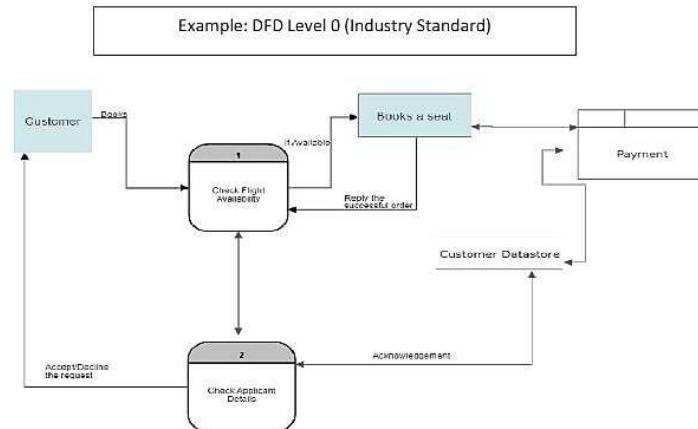 Example: DFD Level 0 (Industry Standard)
Customer
Books
Books a seat
If Available
1
Check Flight
Availability
Payment
Reply the
successful order
Customer Datastore
2
Acknowledgement
Accept/Decline
the request
Check Applicant
Details